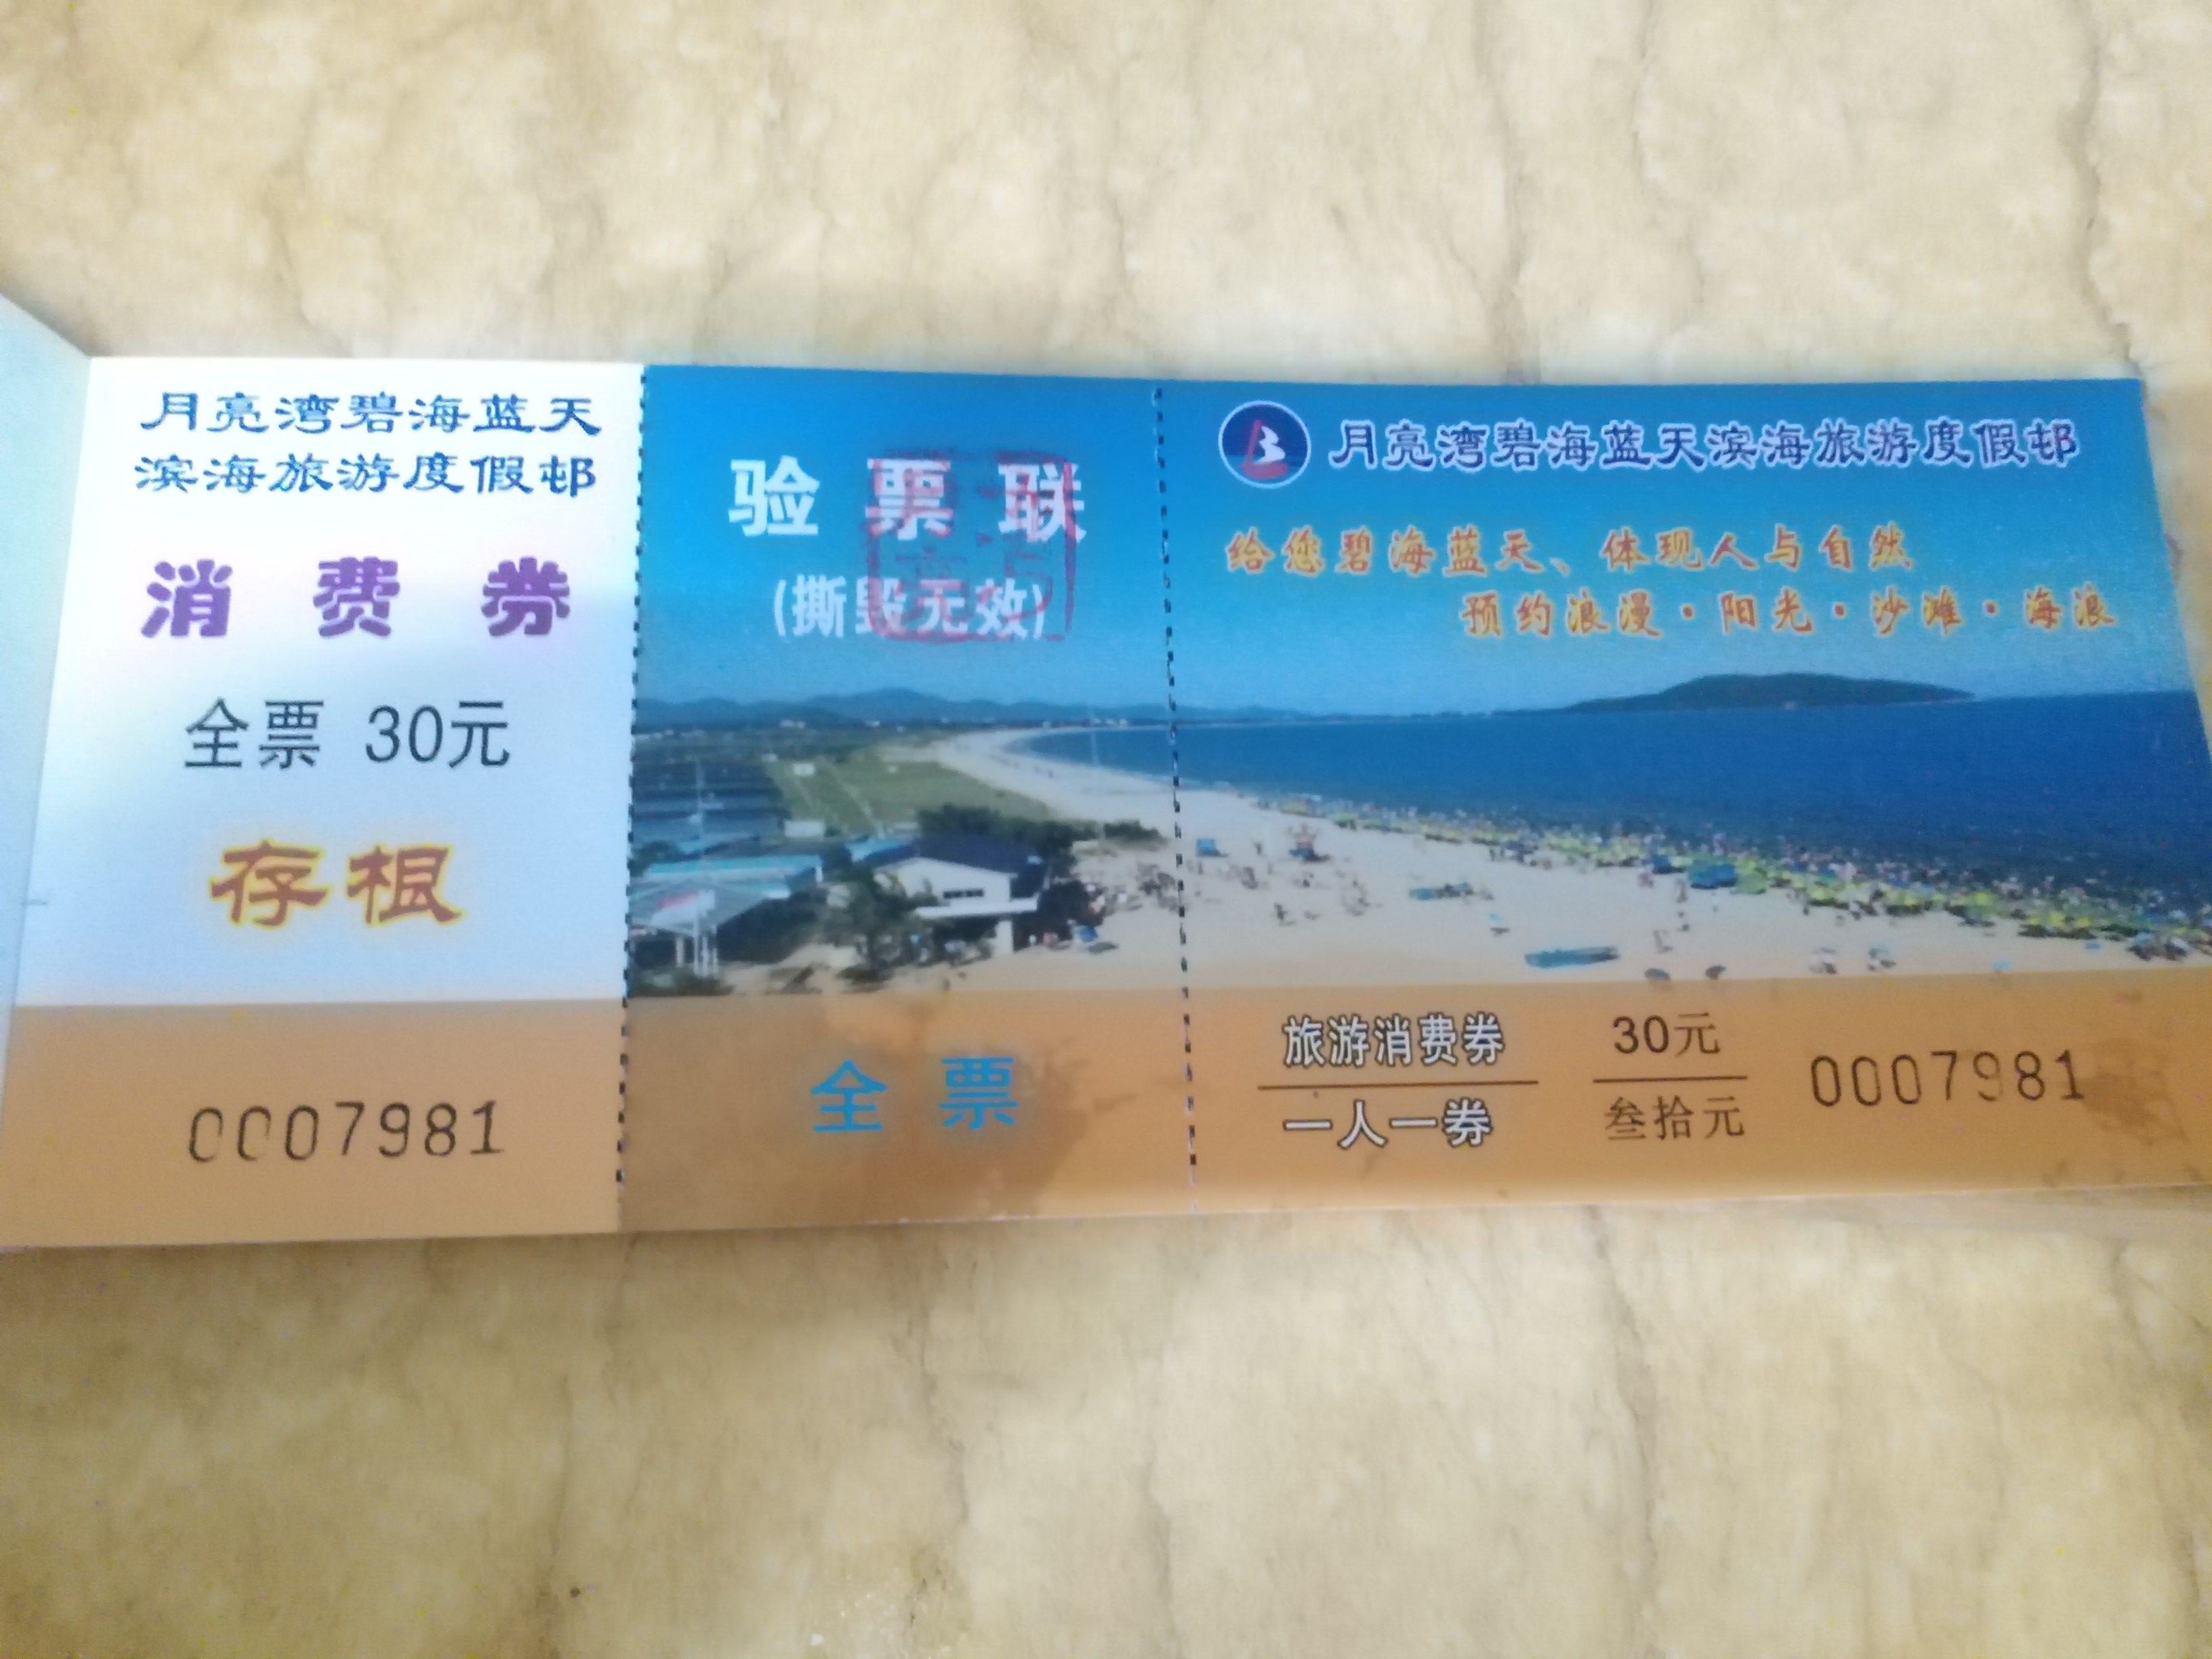 月亮湾碧海蓝天
滨海旅游度假邨
消费券
全票 30元
存根
0007981
验票联
(撕毁无效)
全票
月亮湾碧海蓝天滨海旅游度假邨
给您碧海蓝天、体现人与自然
预约浪漫·阳光·沙滩·海浪
旅游消费券
一人一券
30元
叁拾元
0007981